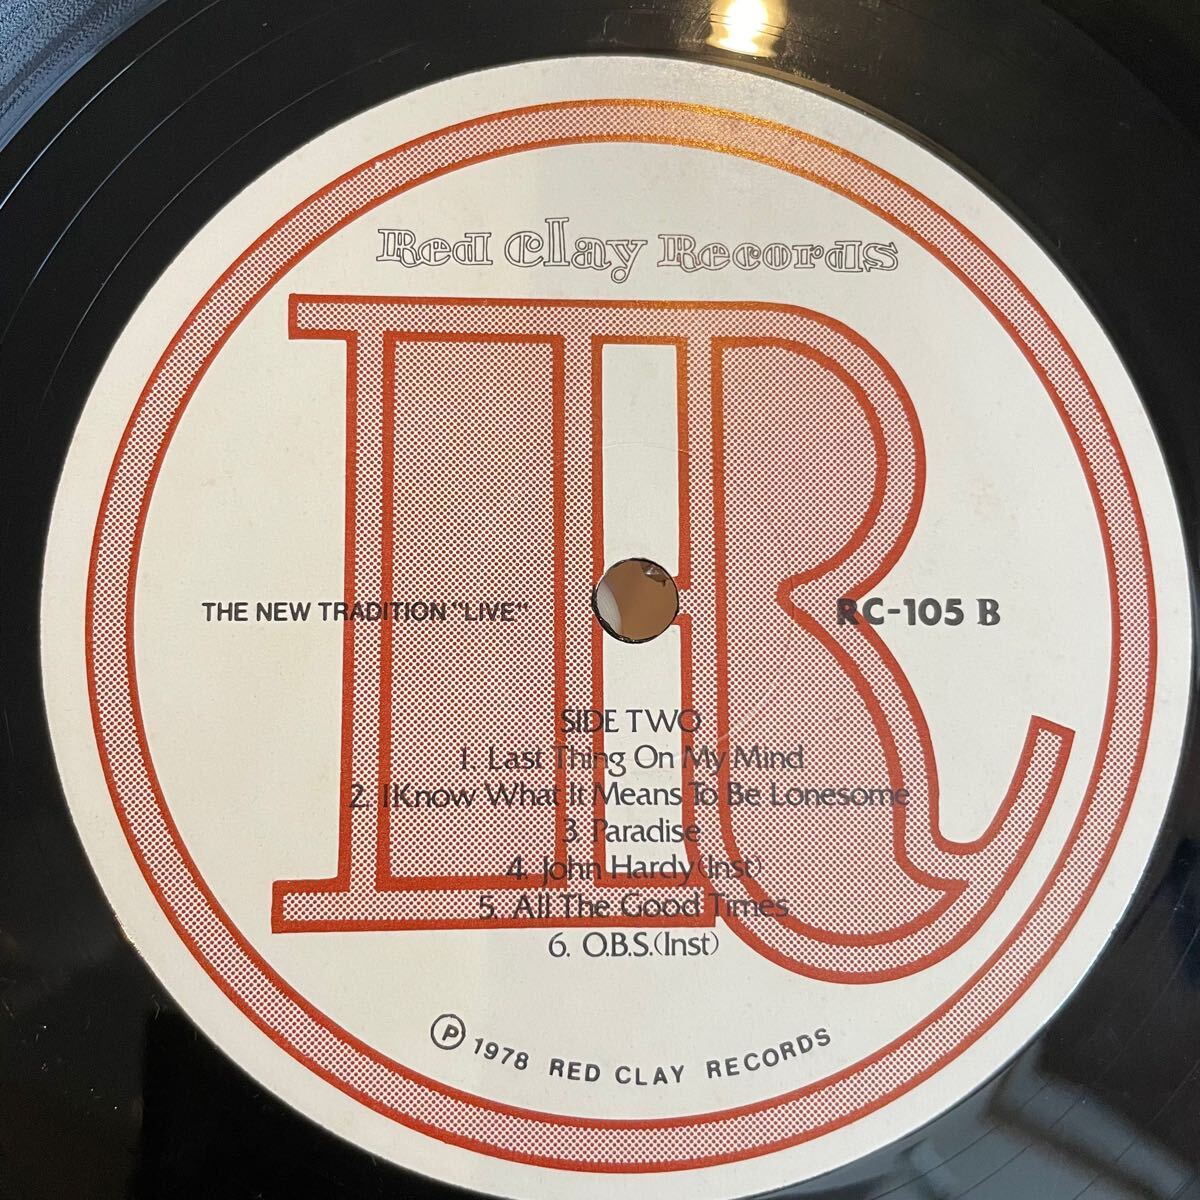 Red Clay Records
R
THE NEW TRADITION "LIVE"
RC-105 B
SIDE TWO
1. Last Thing On My Mind
2. I Know What It Means To Be Lonesome
3. Paradise
4. John Hardy (Inst)
5. All The Good Times
6. O.B.S. (Inst)
Ⓟ 1978 RED CLAY RECORDS